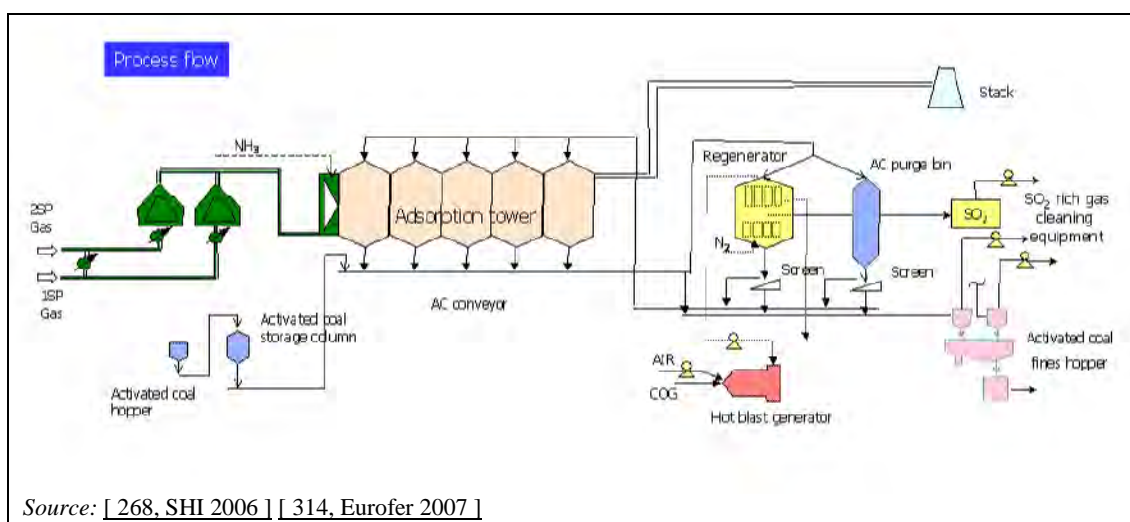 Process flow
Stack
NH3
Regenerator
AC purge bin
Adsorption tower
SO2 rich gas
cleaning
equipment
SO2
2SP
Gas
N2
Screen
Screen
1SP
Gas
AC conveyor
Activated coal
storage column
Activated coal
fines hopper
AIR
COG
Activated coal
hopper
Hot blast generator
Source: [ 268, SHI 2006 ] [ 314, Eurofer 2007 ]